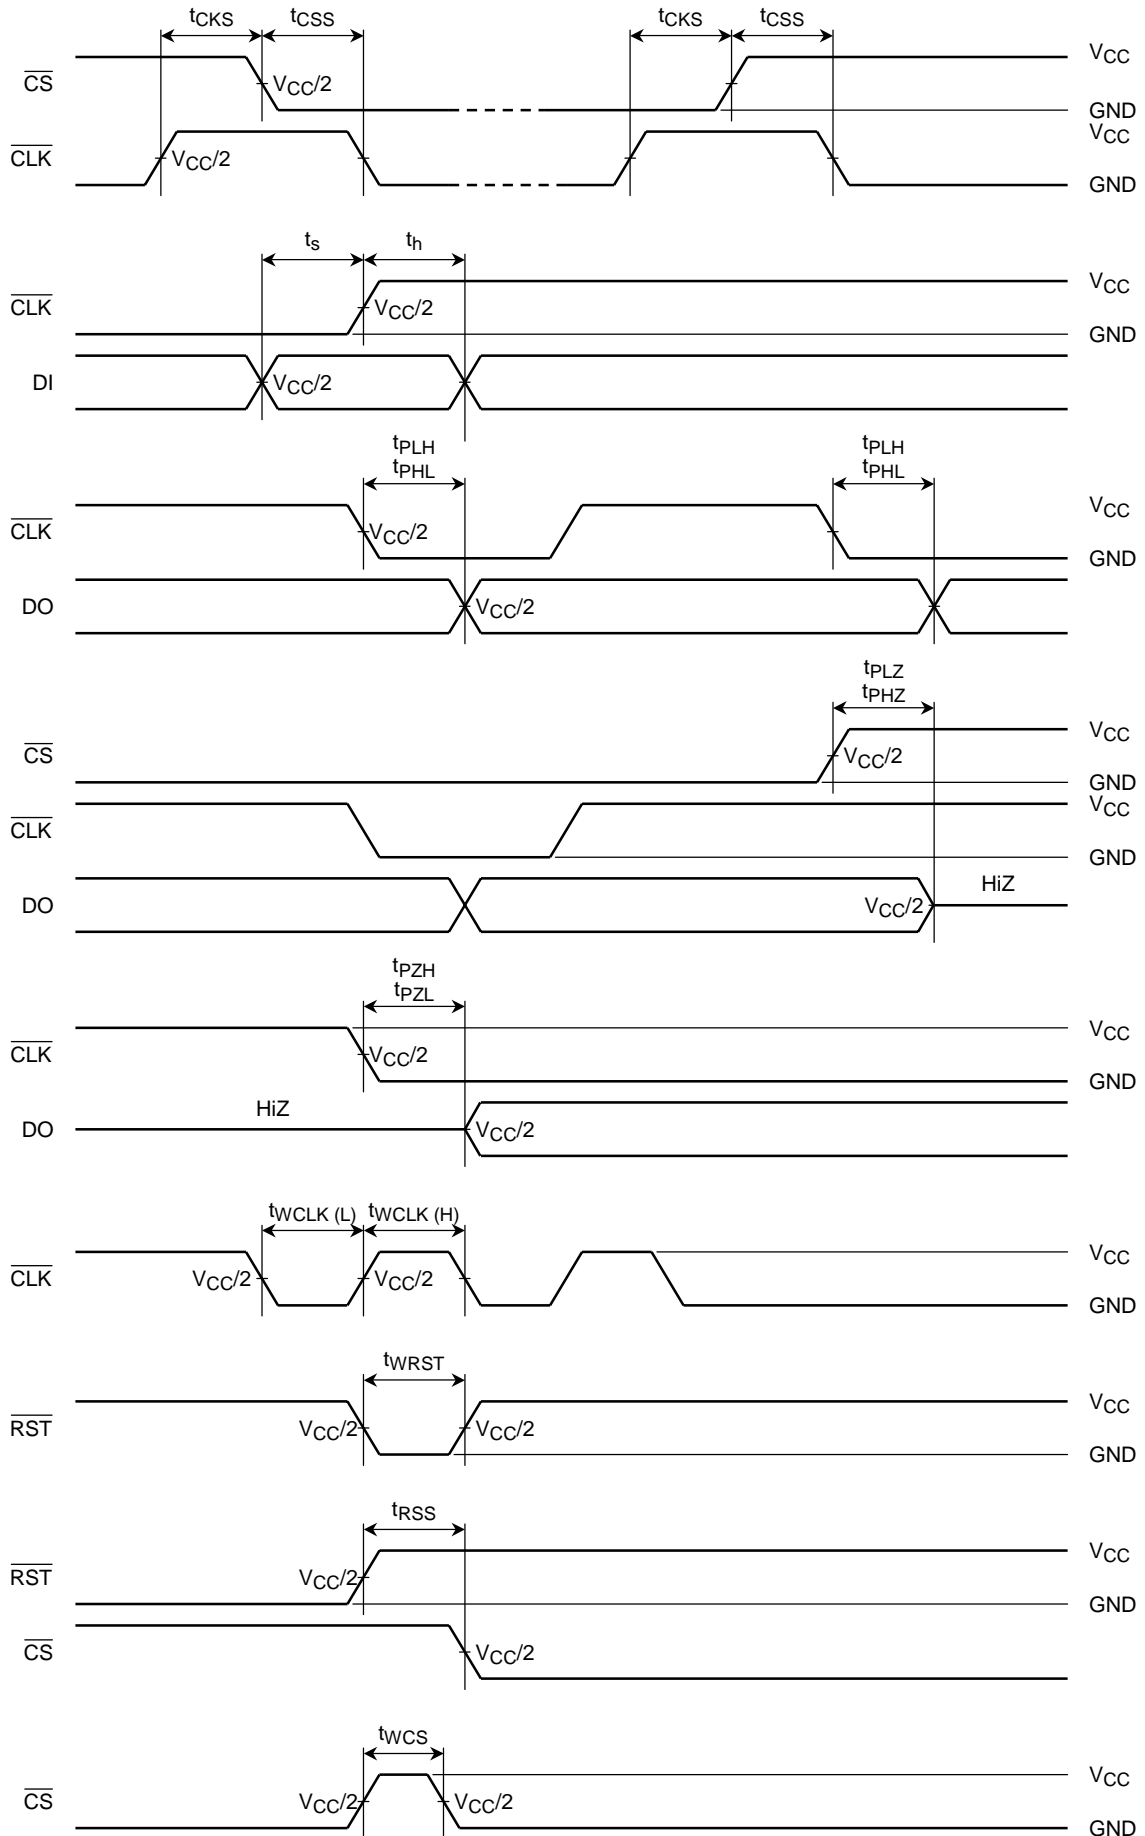 tCKS tCSS tCKS tCSS
VCC
CS VCC/2
GND
VCC
CLK VCC/2
GND
ts th
VCC
CLK VCC/2
GND
DI VCC/2
tPLH tPLH
tPHL tPHL
VCC
CLK VCC/2
GND
DO VCC/2
tPLZ
tPHZ
VCC
CS VCC/2
GND
VCC
CLK
GND
HiZ
DO VCC/2
tPZH
tPZL
VCC
CLK VCC/2
GND
HiZ
DO VCC/2
tWCLK (L) tWCLK (H)
VCC
CLK VCC/2 VCC/2
GND
tWRST
VCC
RST VCC/2 VCC/2
GND
tRSS
VCC
RST VCC/2
GND
CS VCC/2
tWCS
VCC
CS VCC/2 VCC/2
GND